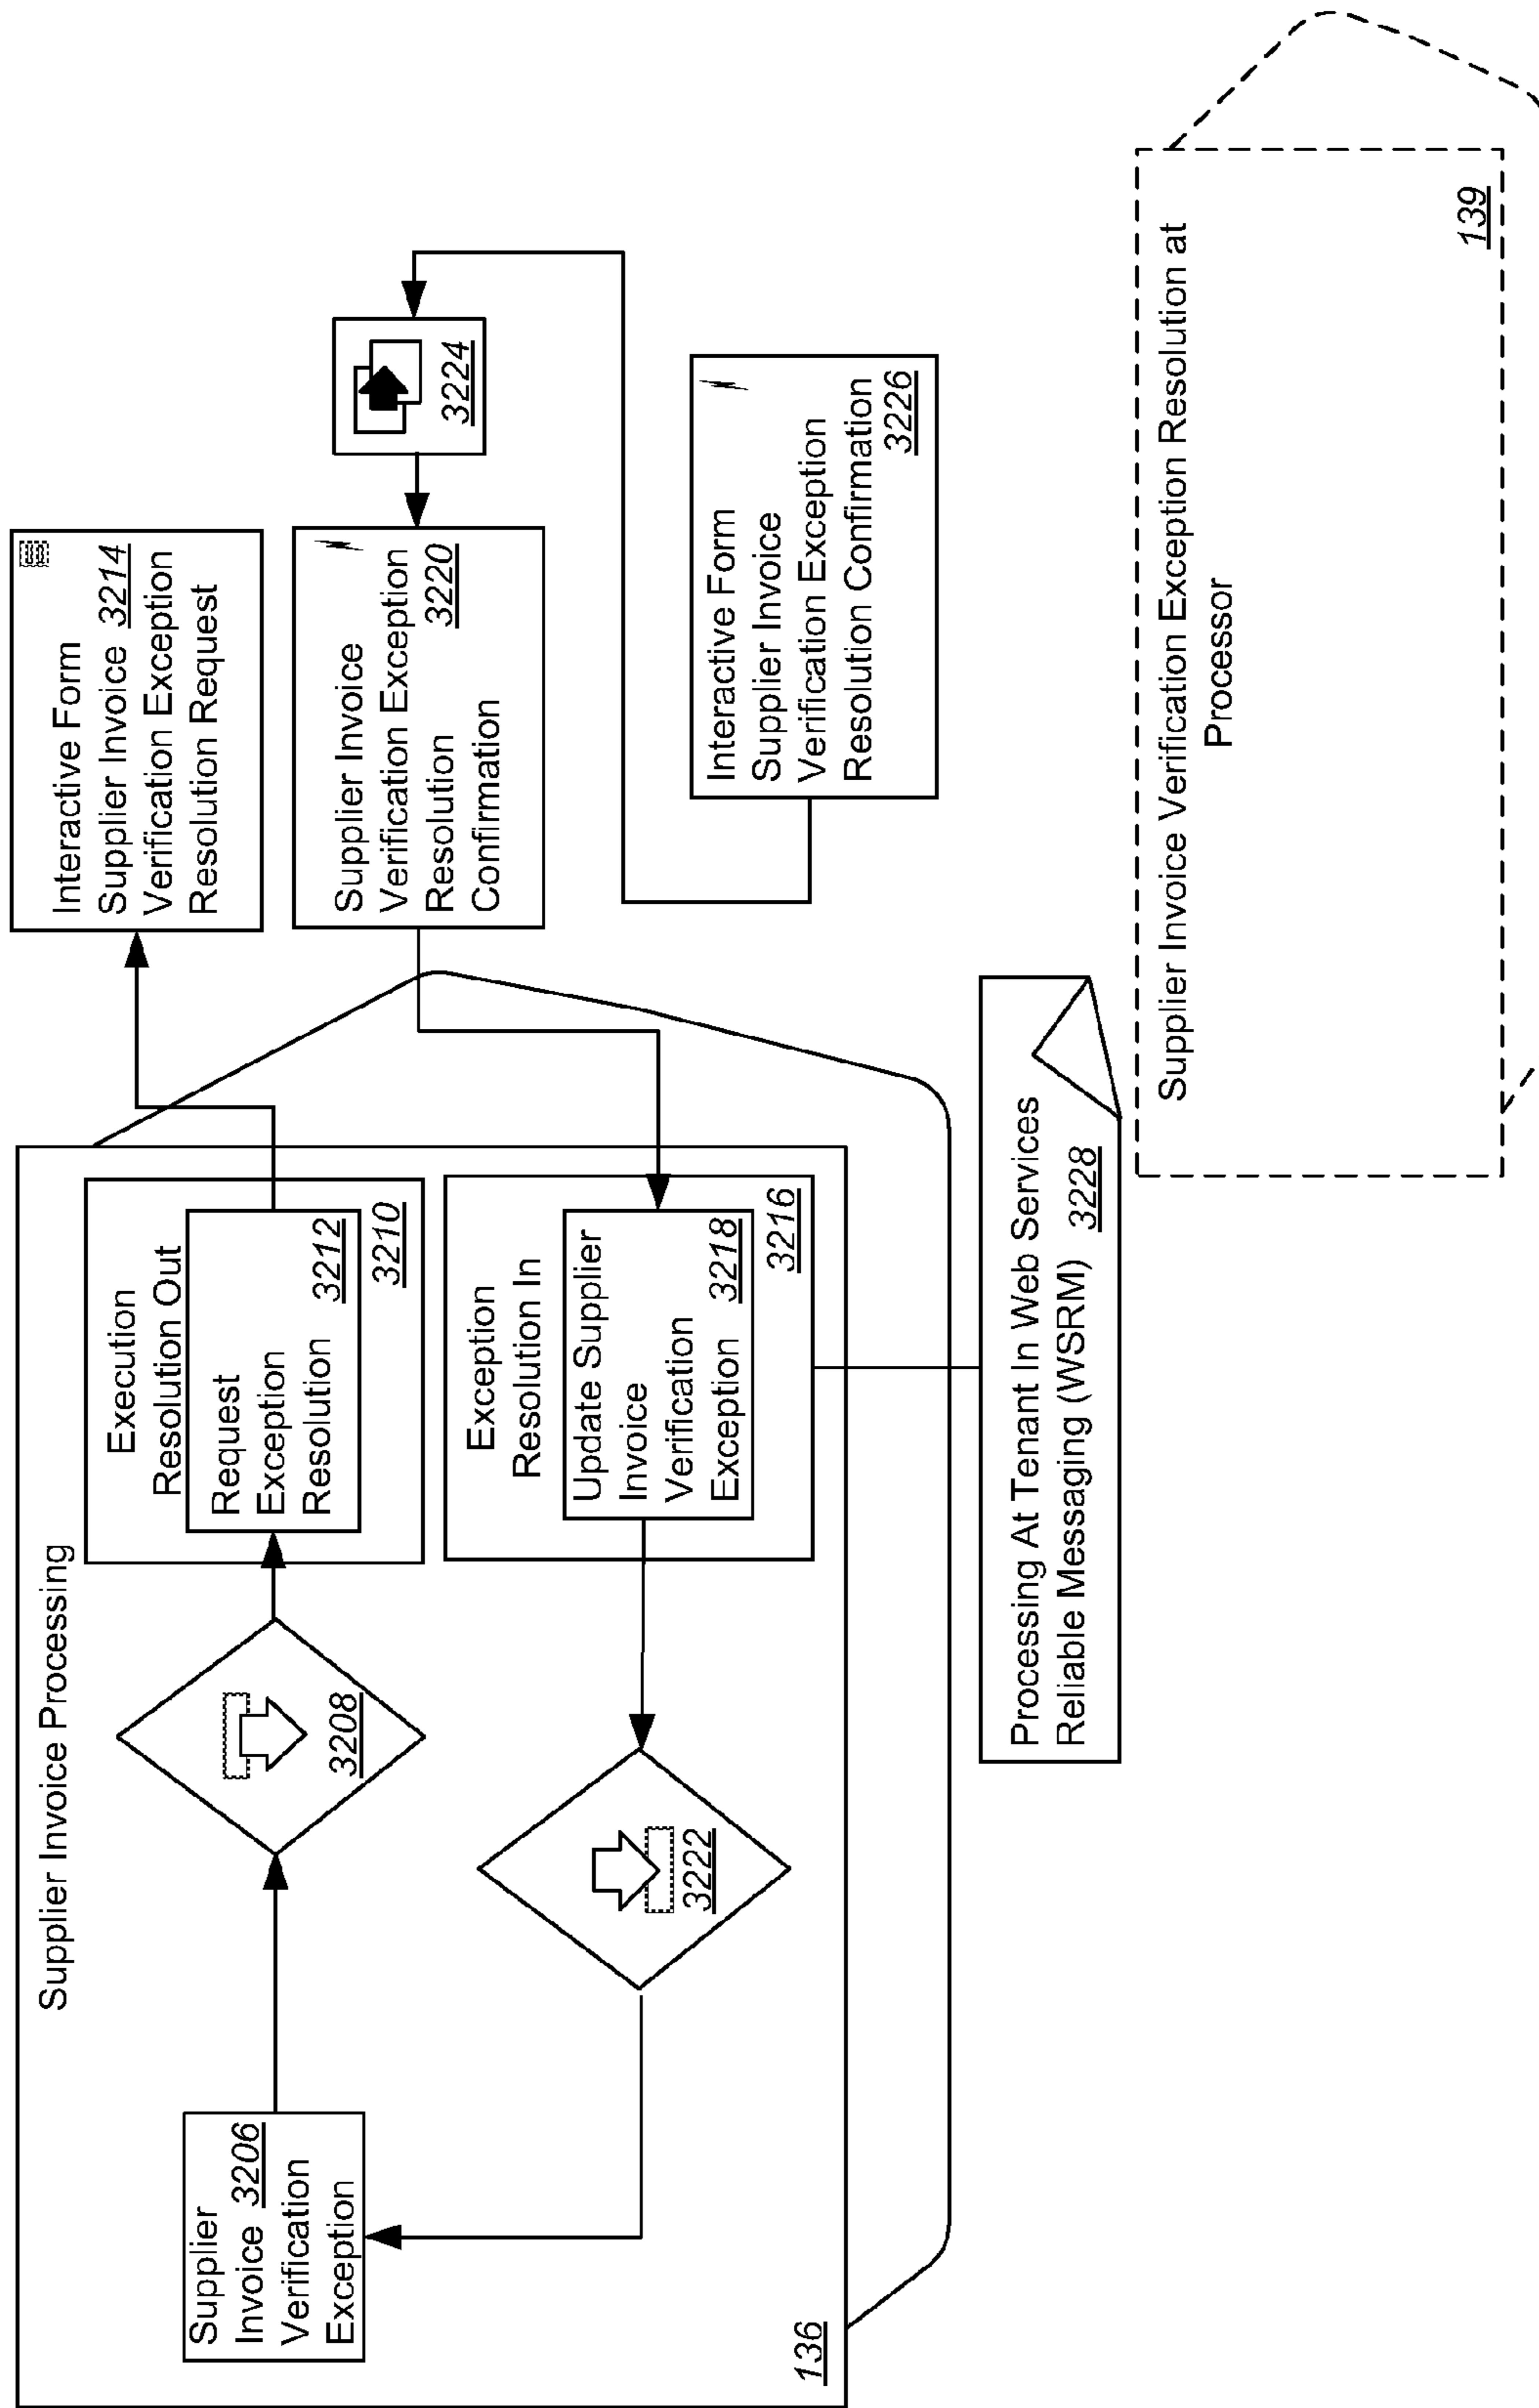 Supplier Invoice Processing
Supplier
Invoice 3206
Verification
Exception
3208
Execution
Resolution Out
Request
Exception
Resolution
3212
3210
Interactive Form
Supplier Invoice 3214
Verification Exception
Resolution Request
Exception
Resolution In
Update Supplier
Invoice
Verification
Exception 3218
3216
3222
Supplier Invoice
Verification Exception
Resolution 3220
Confirmation
3224
Interactive Form
Supplier Invoice
Verification Exception
Resolution Confirmation
3226
136
Processing At Tenant In Web Services
Reliable Messaging (WSRM) 3228
Supplier Invoice Verification Exception Resolution at
Processor
139